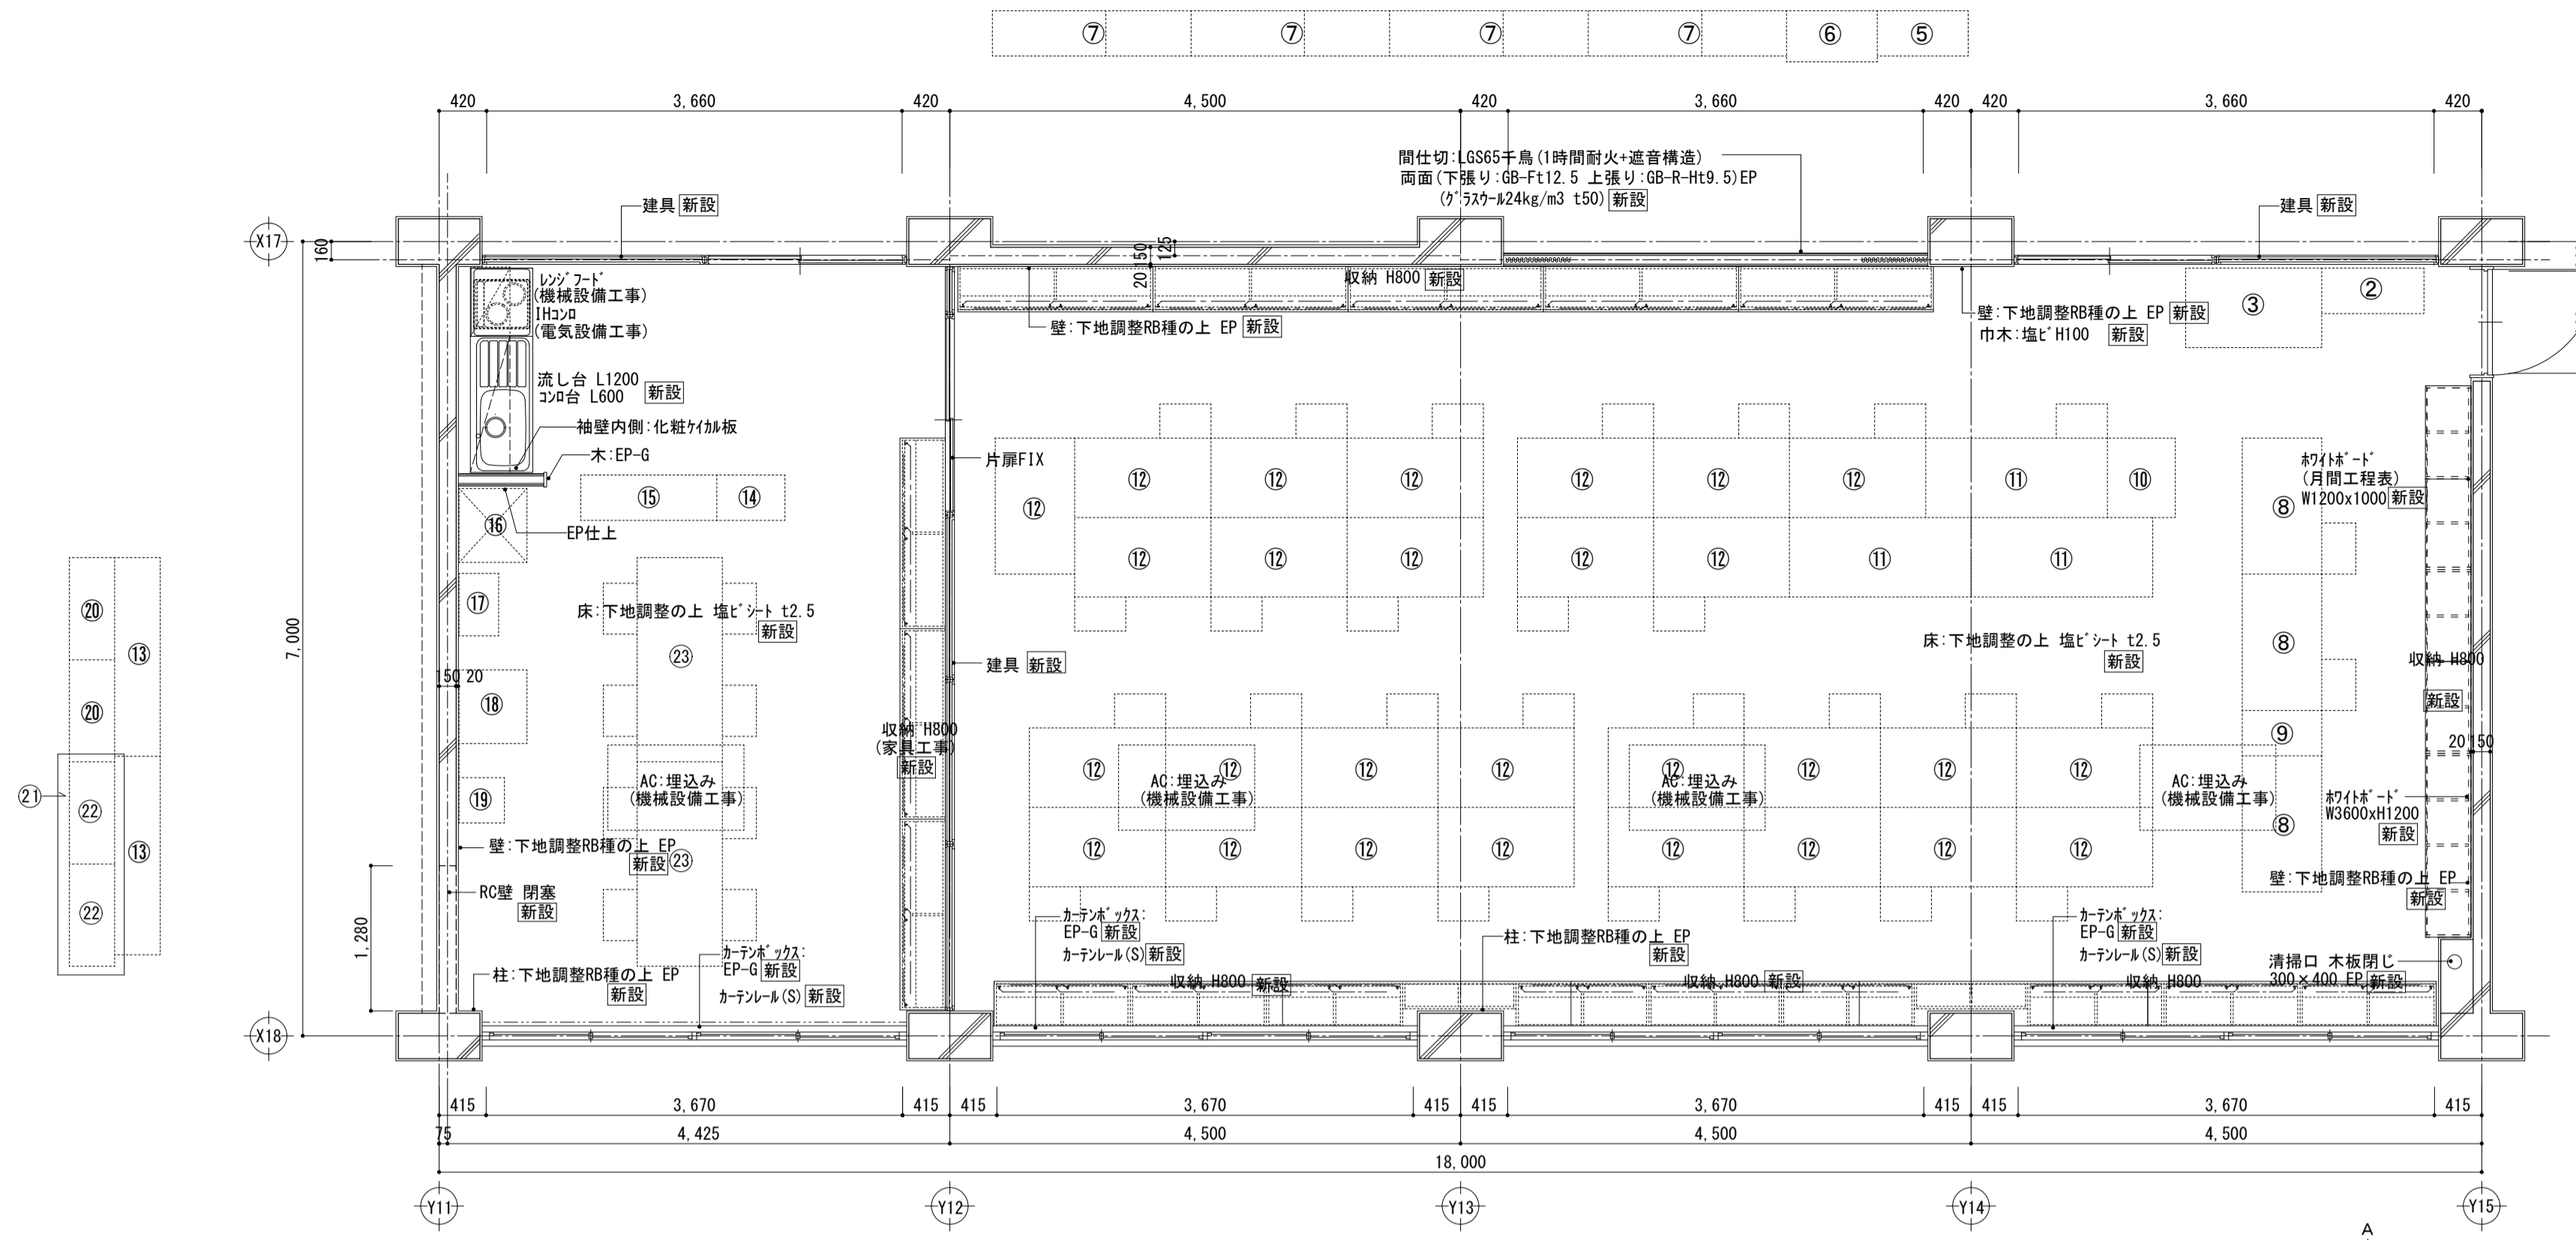 ⑦ ⑦ ⑦ ⑦ ⑥ ⑤
420 3,660 420 4,500 420 3,660 420 420 3,660 420
間仕切:LGS65千鳥(1時間耐火+遮音構造)
両面(下張り:GB-Ft12.5 上張り:GB-R-Ht9.5)EP
(グラスウール24kg/m3 t50) 新設
建具 新設
建具 新設
X17
160
150
125
20
レンジフード
(機械設備工事)
IHコンロ
(電気設備工事)
収納 H800 新設
③ ②
壁:下地調整RB種の上 EP 新設
壁:下地調整RB種の上 EP 新設
巾木:塩ビH100 新設
流し台 L1200
コンロ台 L600
新設
袖壁内側:化粧ケイカル板
木:EP-G
片扉FIX
⑮ ⑭
⑯
EP仕上
⑫ ⑫ ⑫ ⑫ ⑫ ⑫ ⑫ ⑪ ⑩
⑫ ⑫ ⑫ ⑫ ⑫ ⑪ ⑪
⑧
ホワイトボード
(月間工程表)
W1200x1000 新設
⑳ ⑬
⑳
㉑
㉒ ⑬
㉒
7,000
⑰
床:下地調整の上 塩ビシート t2.5
新設
㉓
150 20
⑱
建具 新設
床:下地調整の上 塩ビシート t2.5
新設
⑧
収納 H800
新設
収納 H800
(家具工事)
新設
⑨
20 150
⑲
AC:埋込み
(機械設備工事)
⑫ ⑫ ⑫ ⑫ ⑫ ⑫ ⑫ ⑫
AC:埋込み
(機械設備工事)
AC:埋込み
(機械設備工事)
AC:埋込み
(機械設備工事)
⑧
ホワイトボード
W3600xH1200
新設
⑫ ⑫ ⑫ ⑫ ⑫ ⑫ ⑫ ⑫
壁:下地調整RB種の上 EP
新設
㉓
RC壁 閉塞
新設
壁:下地調整RB種の上 EP
新設
1,280
柱:下地調整RB種の上 EP
新設
カーテンボックス:
EP-G 新設
カーテンレール(S) 新設
カーテンボックス:
EP-G 新設
カーテンレール(S) 新設
柱:下地調整RB種の上 EP
新設
カーテンボックス:
EP-G 新設
カーテンレール(S) 新設
清掃口 木板閉じ
300×400 EP 新設
収納 H800 新設
収納 H800 新設
収納 H800
X18
415 3,670 415 415 3,670 415 415 3,670 415 415 3,670 415
75 4,425 4,500 4,500 4,500
18,000
Y11 Y12 Y13 Y14 Y15
A